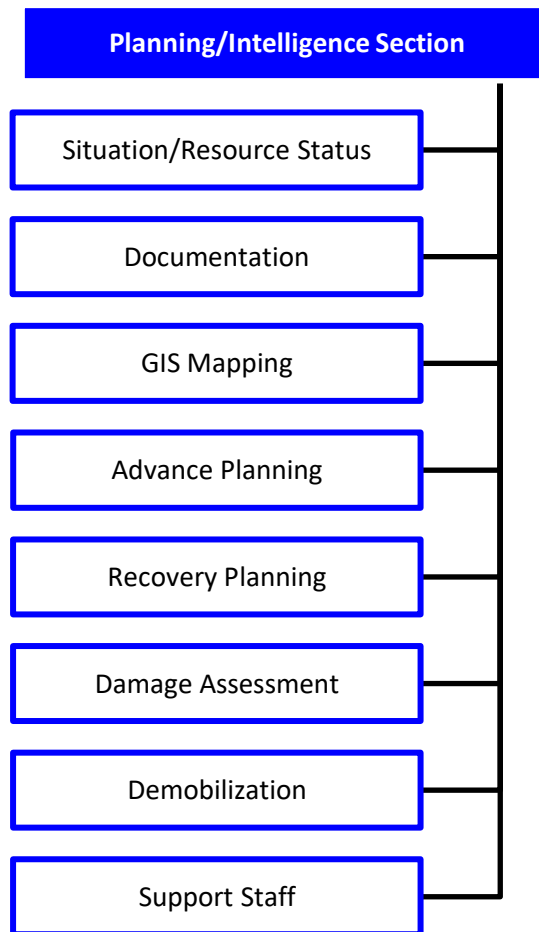 Planning/Intelligence Section
Situation/Resource Status
Documentation
GIS Mapping
Advance Planning
Recovery Planning
Damage Assessment
Demobilization
Support Staff